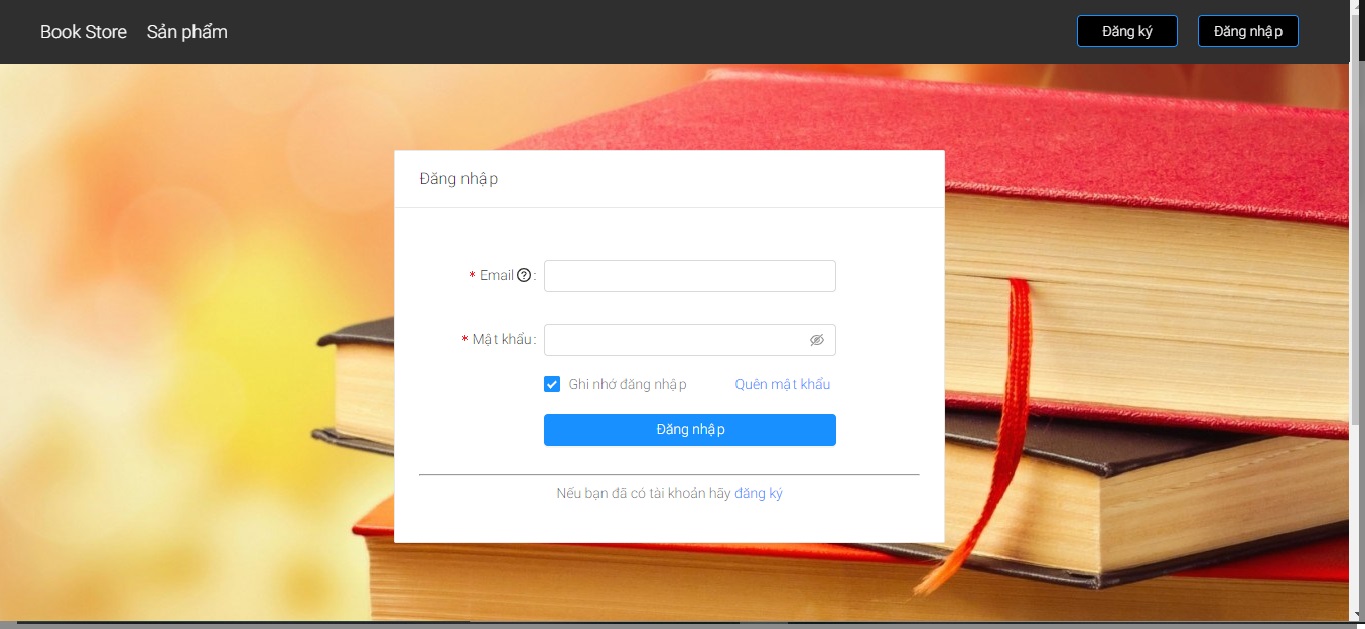 Book Store Sản phẩm Đăng ký Đăng nhập
Đăng nhập
* Email ? :
* Mật khẩu :
Ghi nhớ đăng nhập Quên mật khẩu
Đăng nhập
Nếu bạn đã có tài khoản hãy đăng ký